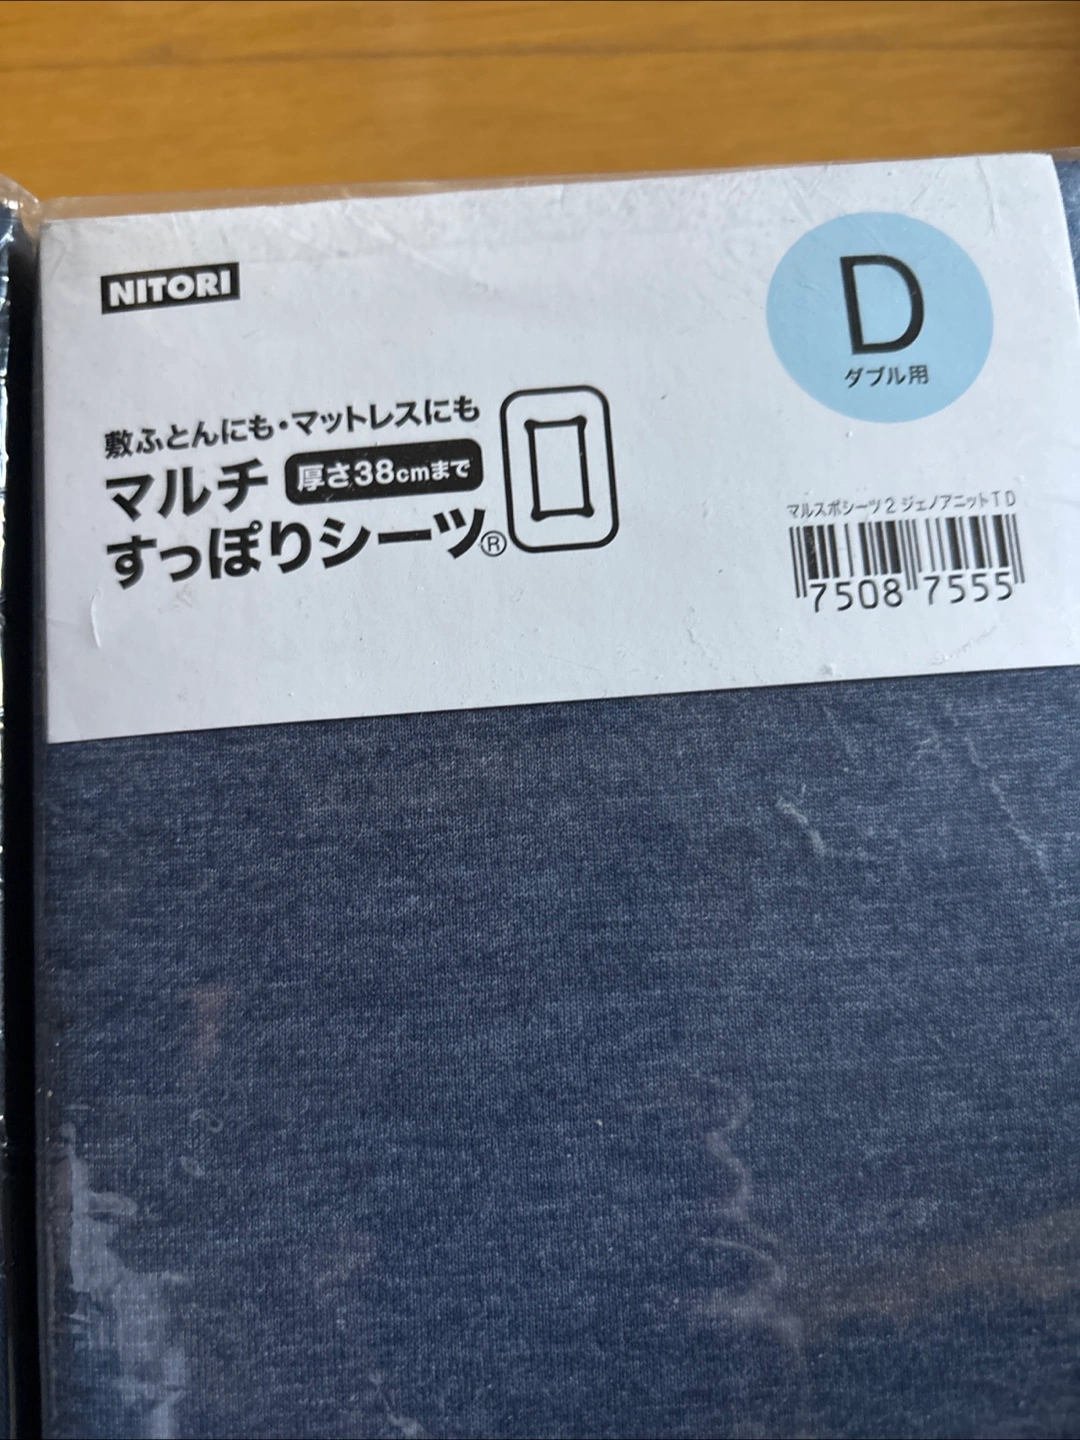 NITORI
D
ダブル用
敷ふとんにも・マットレスにも
マルチ 厚さ38cmまで
すっぽりシーツ®
マルスポシーツ2 ジェノアニットT D
7508 7555